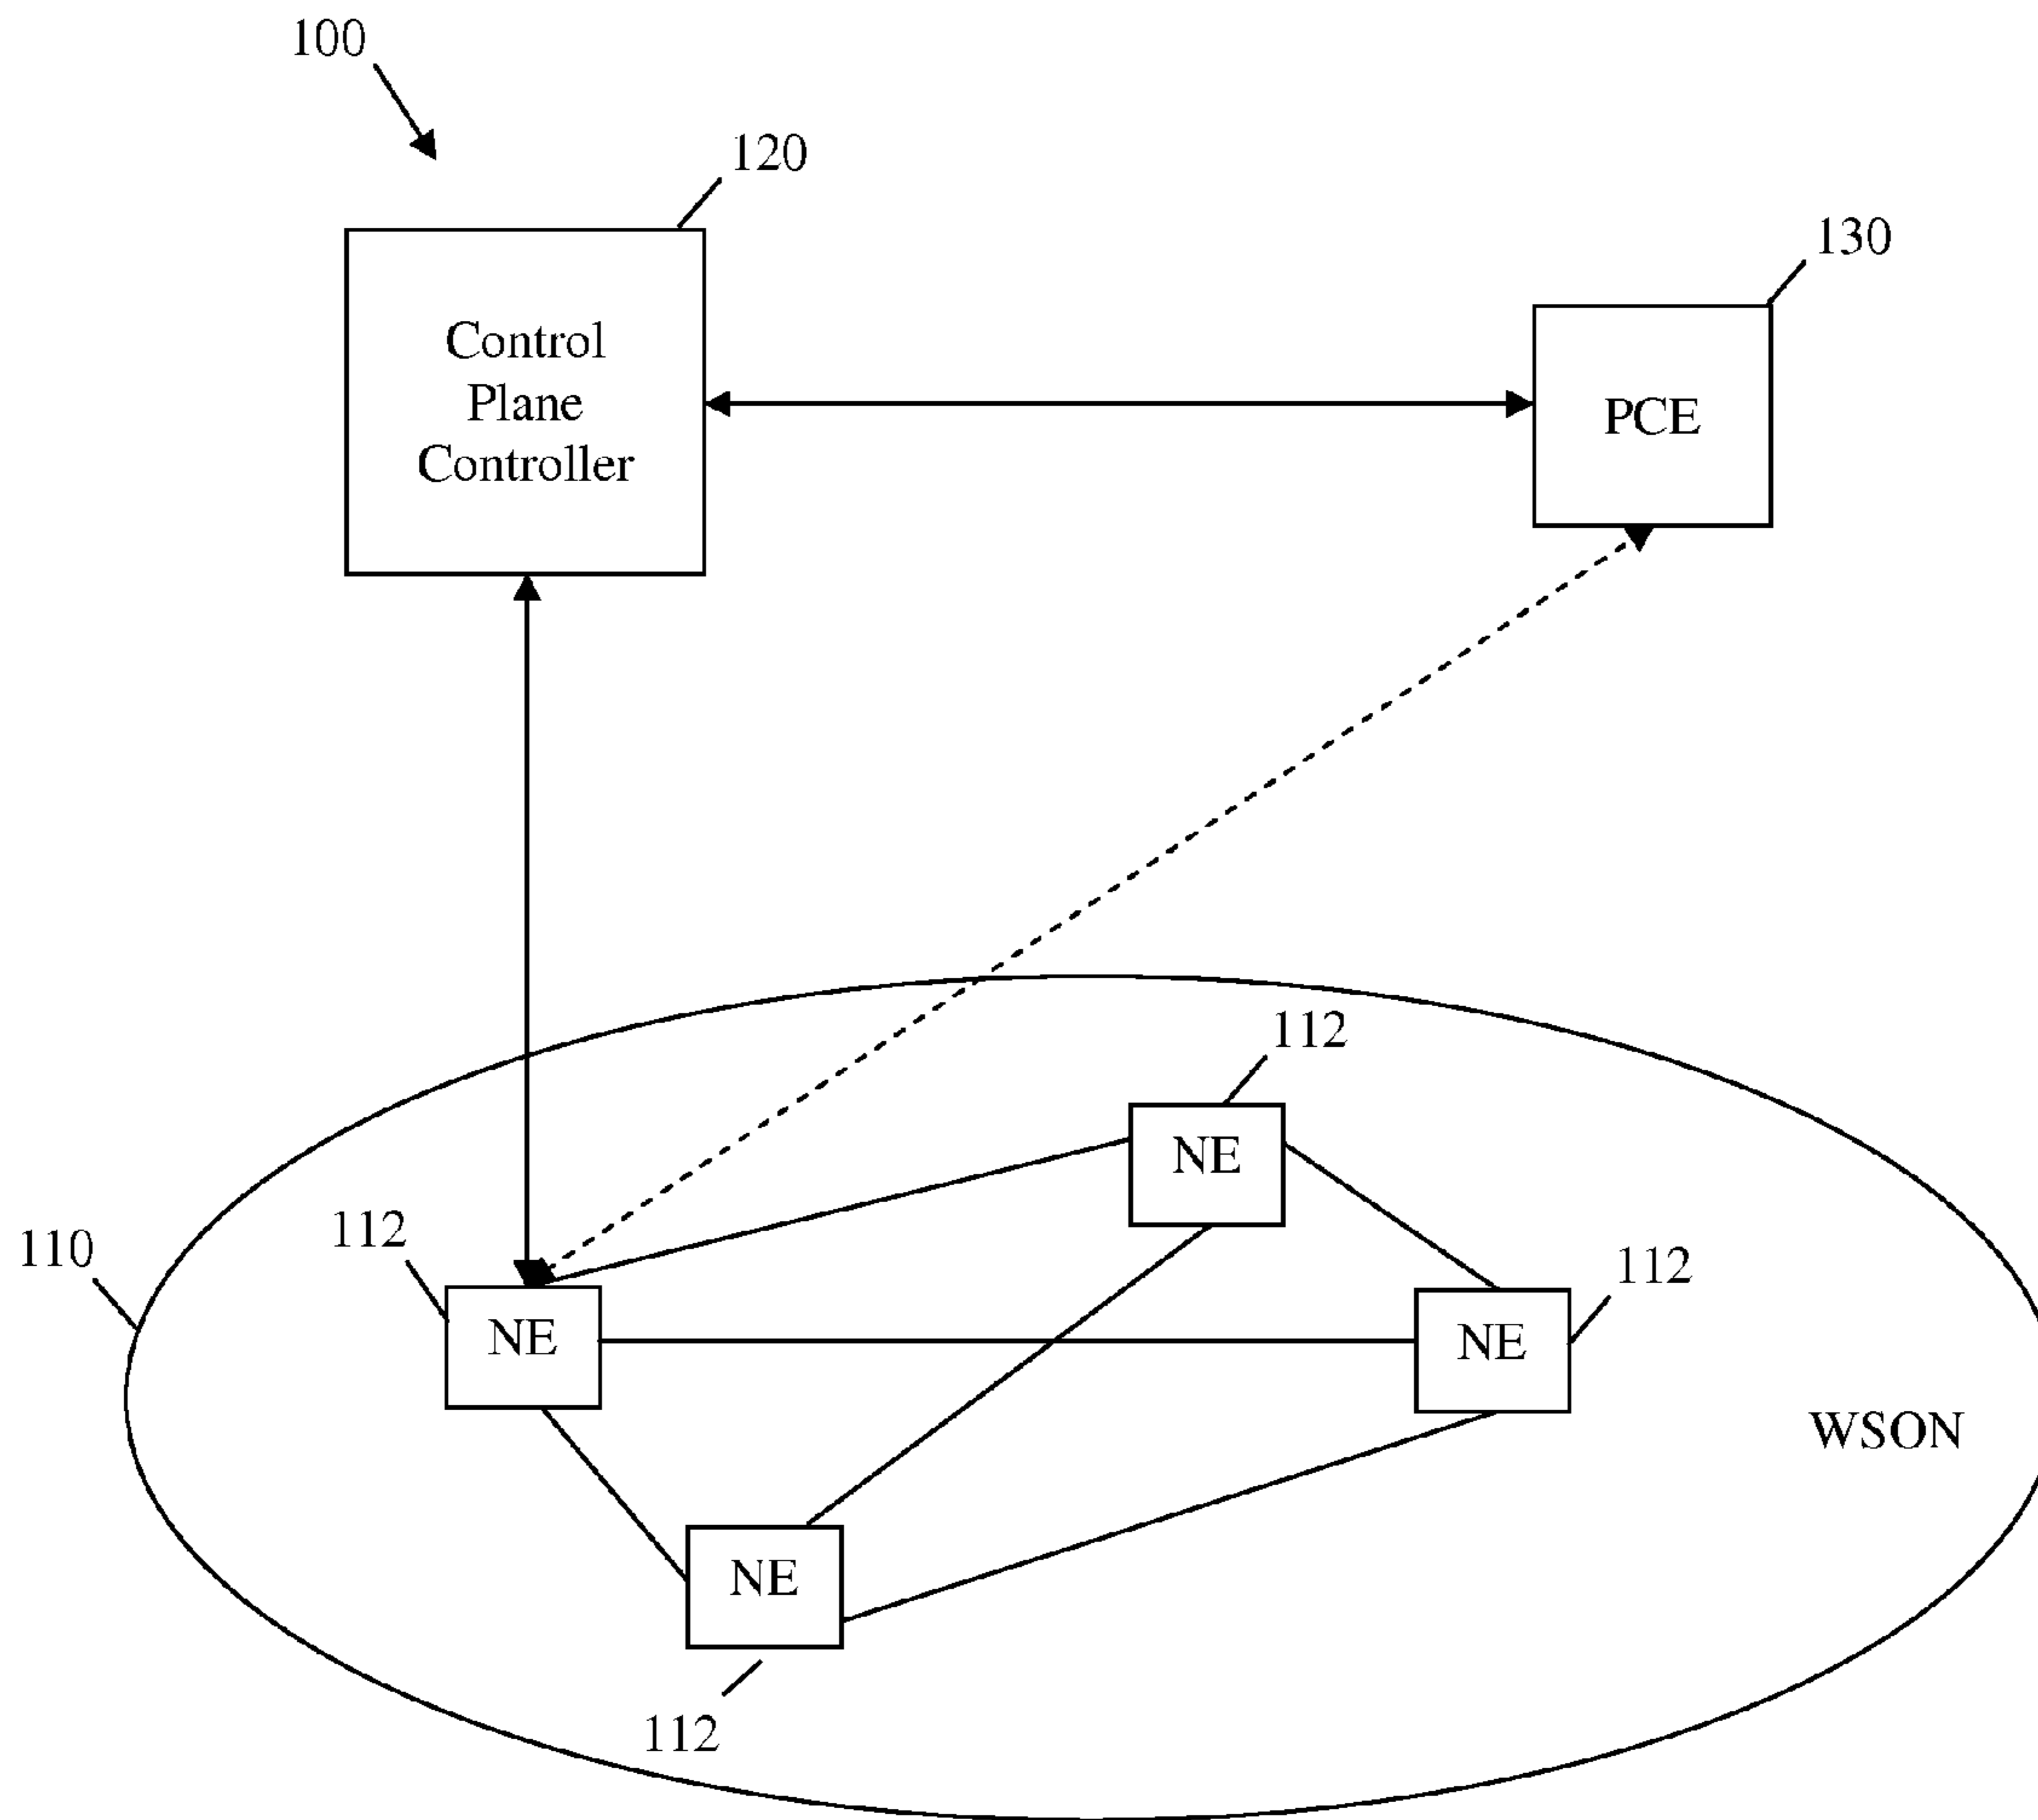 100
120
130
Control
Plane
Controller
PCE
112
NE
112
110
NE
112
NE
WSON
NE
112